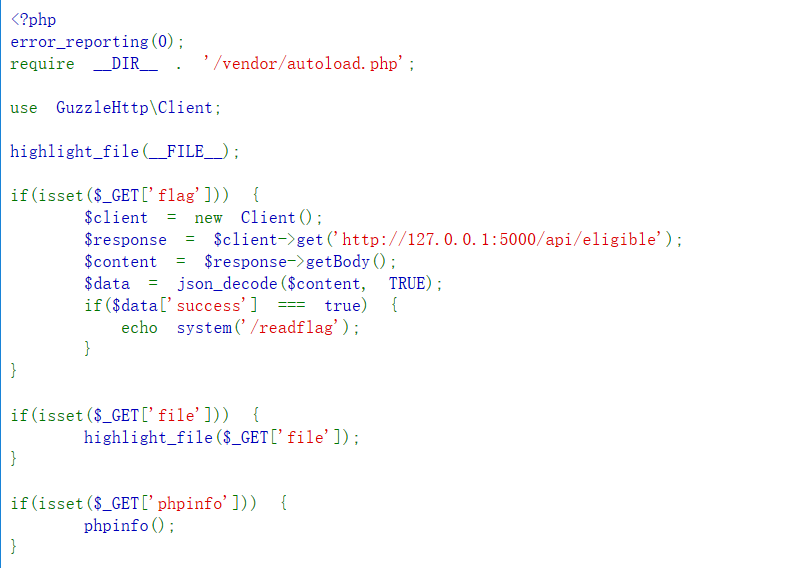 <?php
error_reporting(0);
require __DIR__ . '/vendor/autoload.php';
use GuzzleHttp\Client;
highlight_file(__FILE__);
if(isset($_GET['flag'])) {
$client = new Client();
$response = $client->get('http://127.0.0.1:5000/api/eligible');
$content = $response->getBody();
$data = json_decode($content, TRUE);
if($data['success'] === true) {
echo system('/readflag');
}
}
if(isset($_GET['file'])) {
highlight_file($_GET['file']);
}
if(isset($_GET['phpinfo'])) {
phpinfo();
}